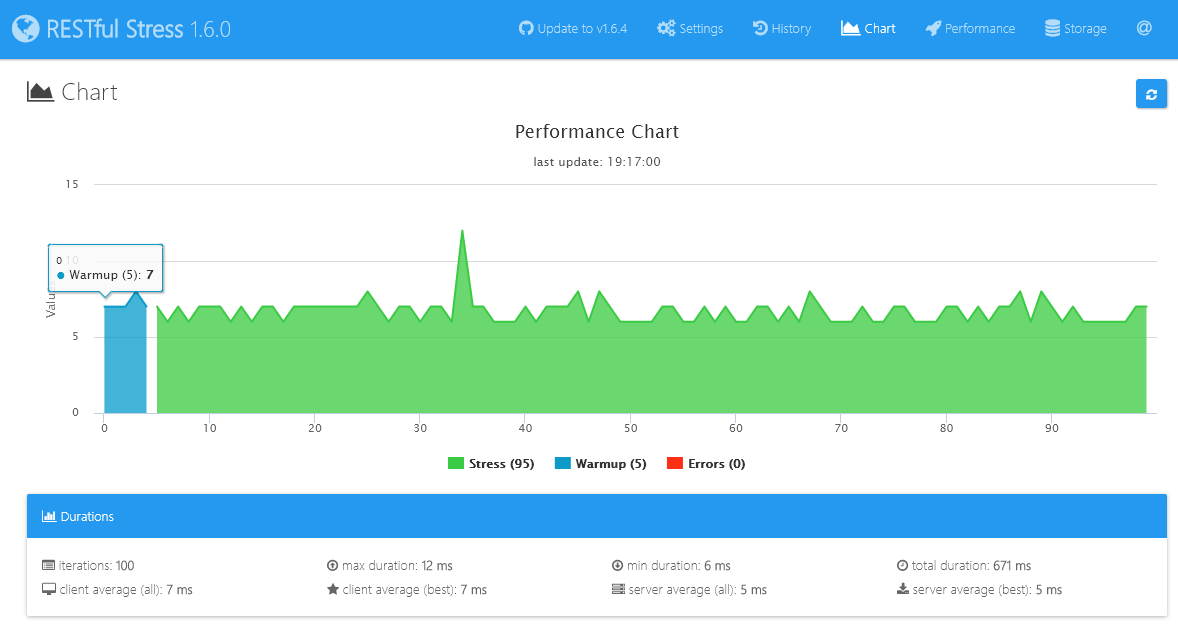 RESTful Stress 1.6.0
Update to v1.6.4
Settings
History
Chart
Performance
Storage
@
Chart
Performance Chart
last update: 19:17:00
15
0 10
Warmup (5): 7
Valu
5
0
0 10 20 30 40 50 60 70 80 90
Stress (95) Warmup (5) Errors (0)
Durations
iterations: 100 max duration: 12 ms min duration: 6 ms total duration: 671 ms
client average (all): 7 ms client average (best): 7 ms server average (all): 5 ms server average (best): 5 ms